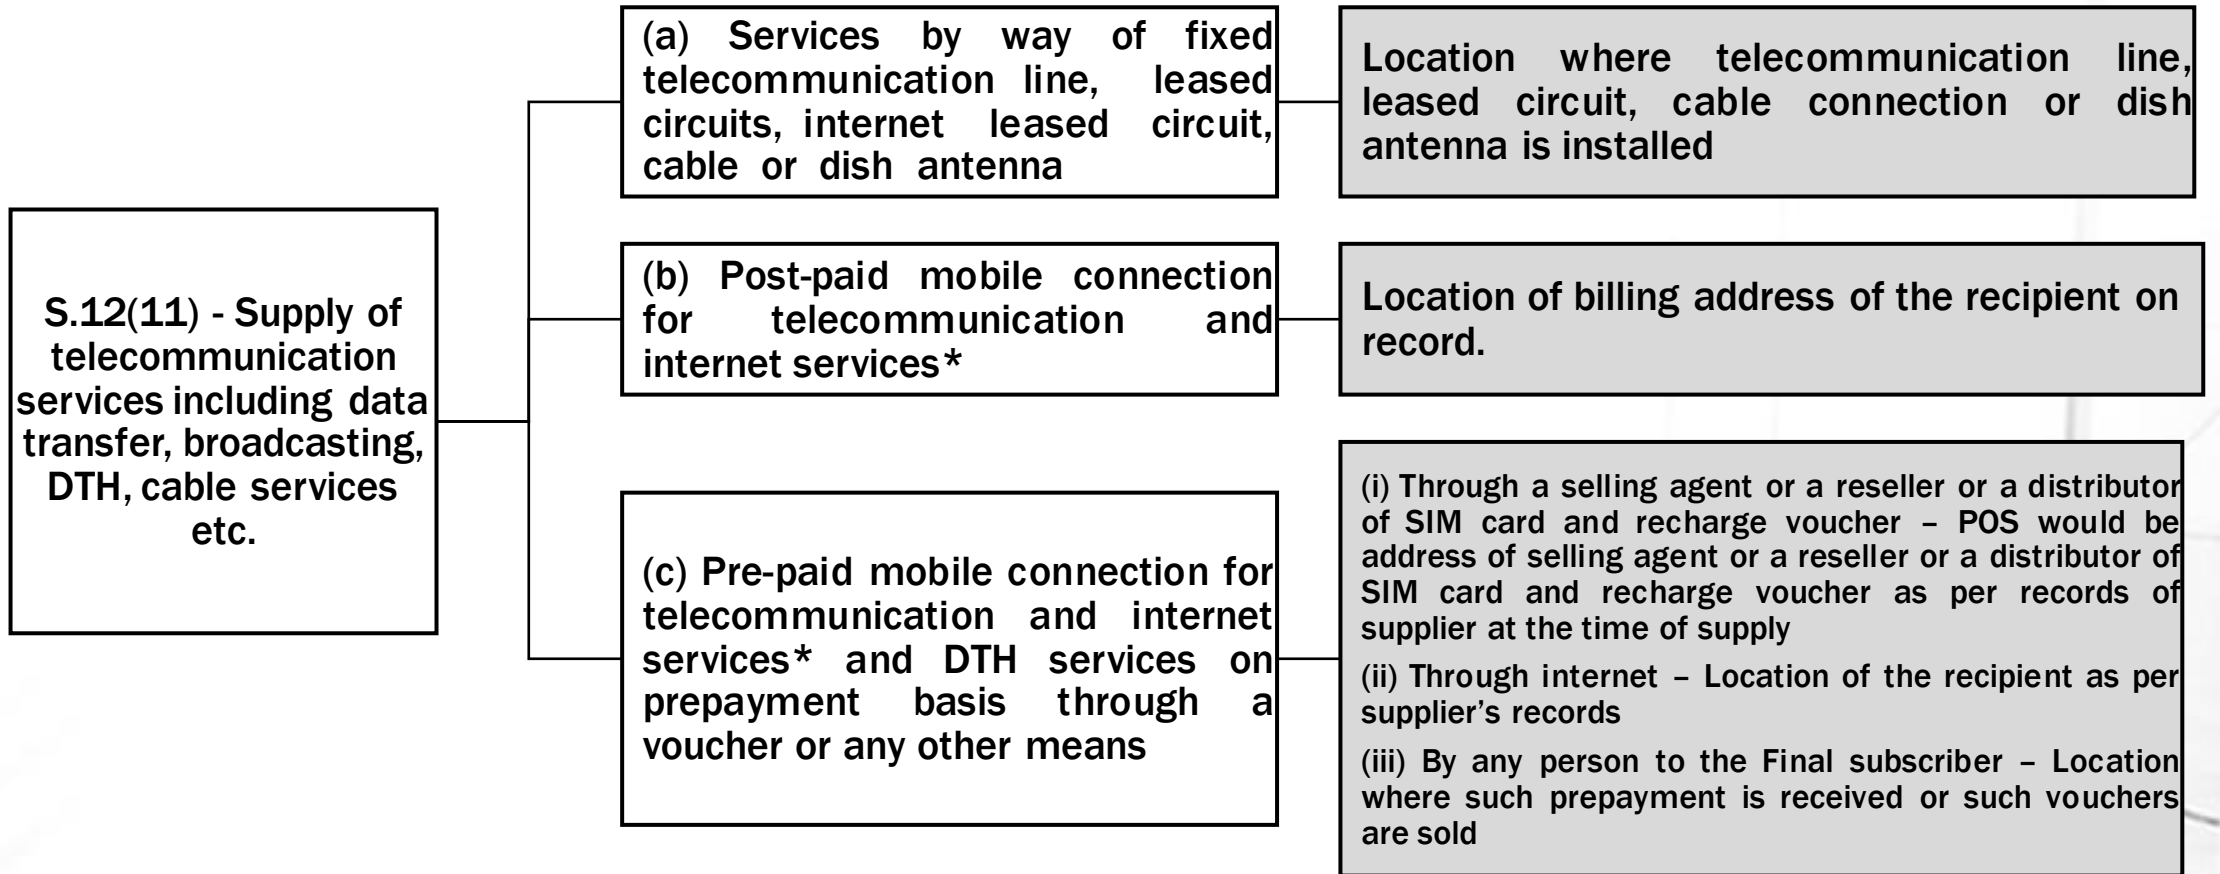 S.12(11) - Supply of
telecommunication
services including data
transfer, broadcasting,
DTH, cable services
etc.
(a) Services by way of fixed
telecommunication line, leased
circuits, internet leased circuit,
cable or dish antenna
Location where telecommunication line,
leased circuit, cable connection or dish
antenna is installed
(b) Post-paid mobile connection
for telecommunication and
internet services*
Location of billing address of the recipient on
record.
(c) Pre-paid mobile connection for
telecommunication and internet
services* and DTH services on
prepayment basis through a
voucher or any other means
(i) Through a selling agent or a reseller or a distributor
of SIM card and recharge voucher – POS would be
address of selling agent or a reseller or a distributor of
SIM card and recharge voucher as per records of
supplier at the time of supply
(ii) Through internet – Location of the recipient as per
supplier’s records
(iii) By any person to the Final subscriber – Location
where such prepayment is received or such vouchers
are sold